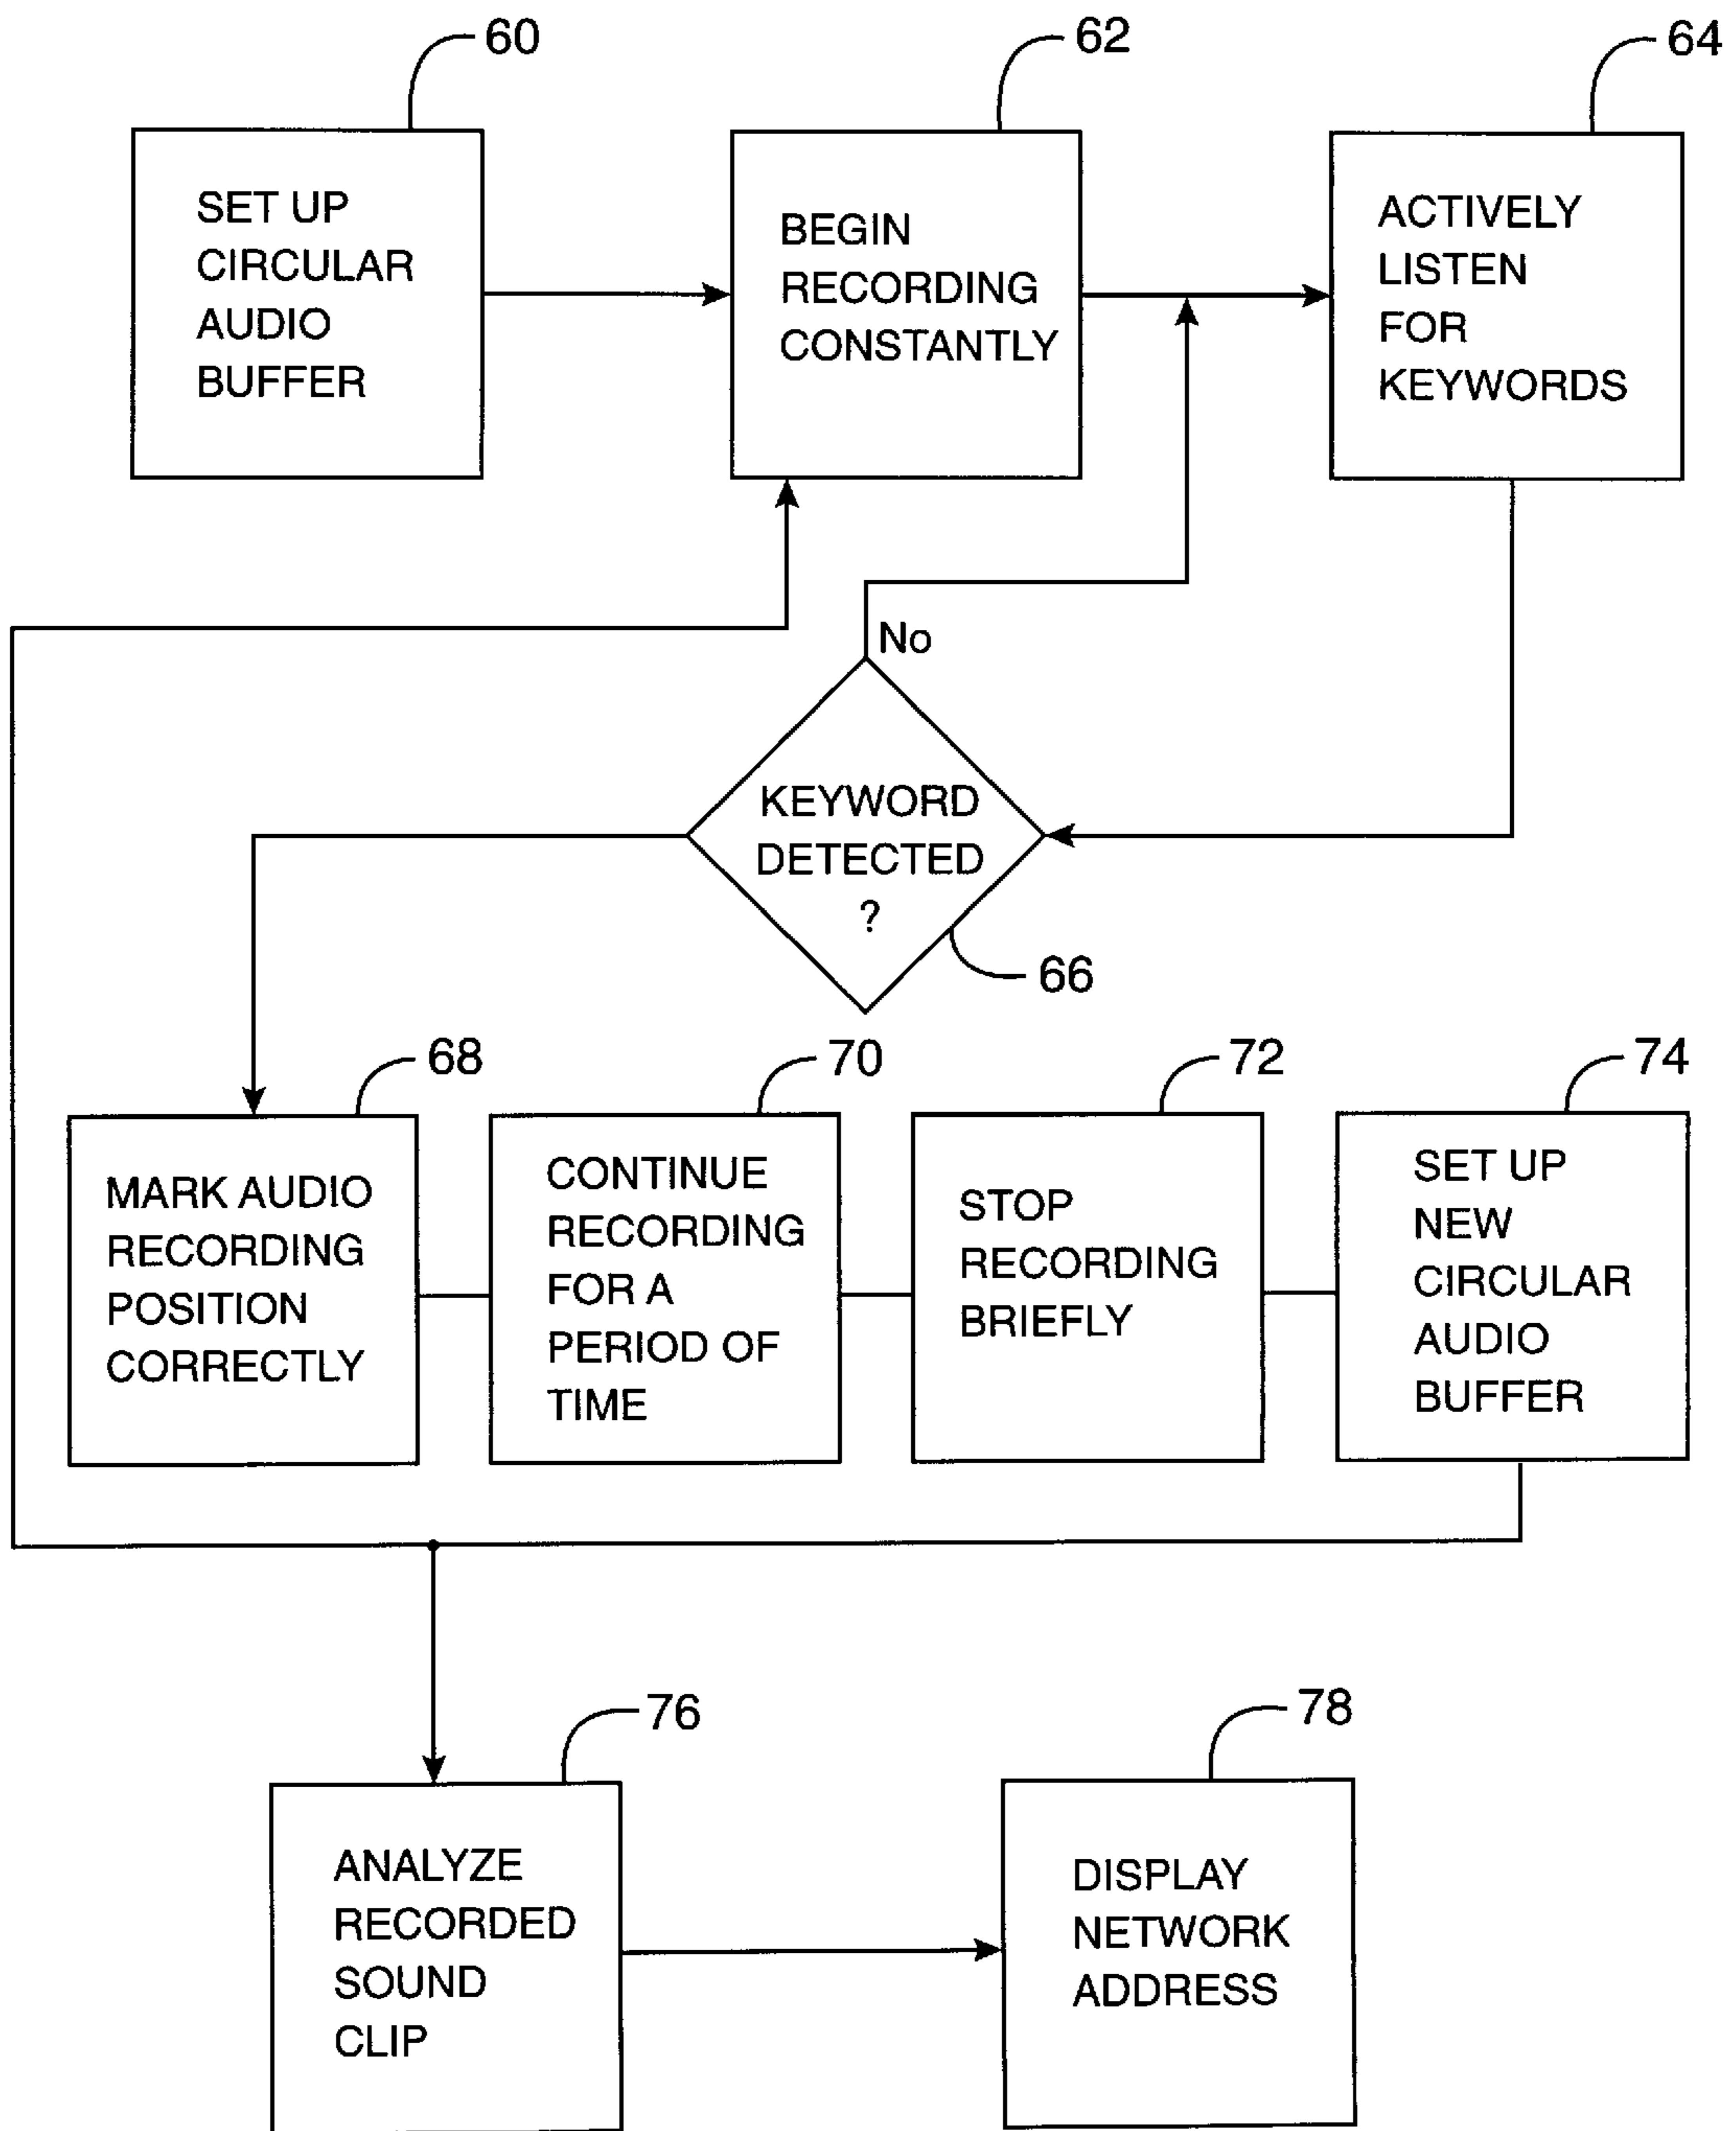 60
62
64
SET UP
CIRCULAR
AUDIO
BUFFER
BEGIN
RECORDING
CONSTANTLY
ACTIVELY
LISTEN
FOR
KEYWORDS
No
KEYWORD
DETECTED
?
66
68
70
72
74
MARK AUDIO
RECORDING
POSITION
CORRECTLY
CONTINUE
RECORDING
FOR A
PERIOD OF
TIME
STOP
RECORDING
BRIEFLY
SET UP
NEW
CIRCULAR
AUDIO
BUFFER
76
78
ANALYZE
RECORDED
SOUND
CLIP
DISPLAY
NETWORK
ADDRESS